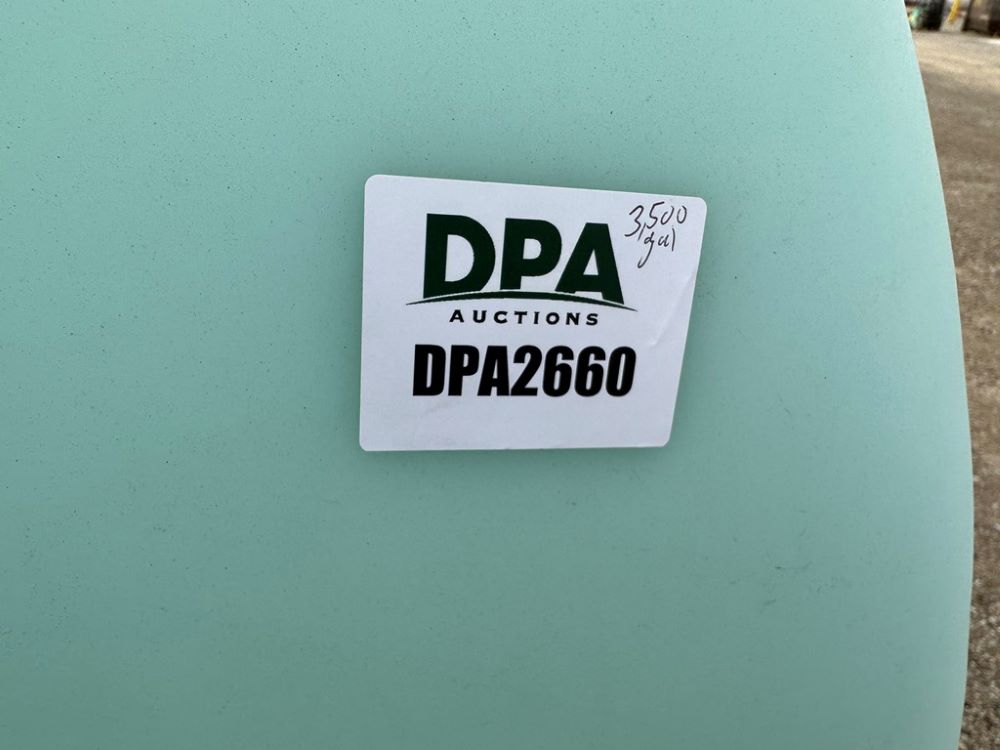 DPA
3,500
gal
AUCTIONS
DPA2660